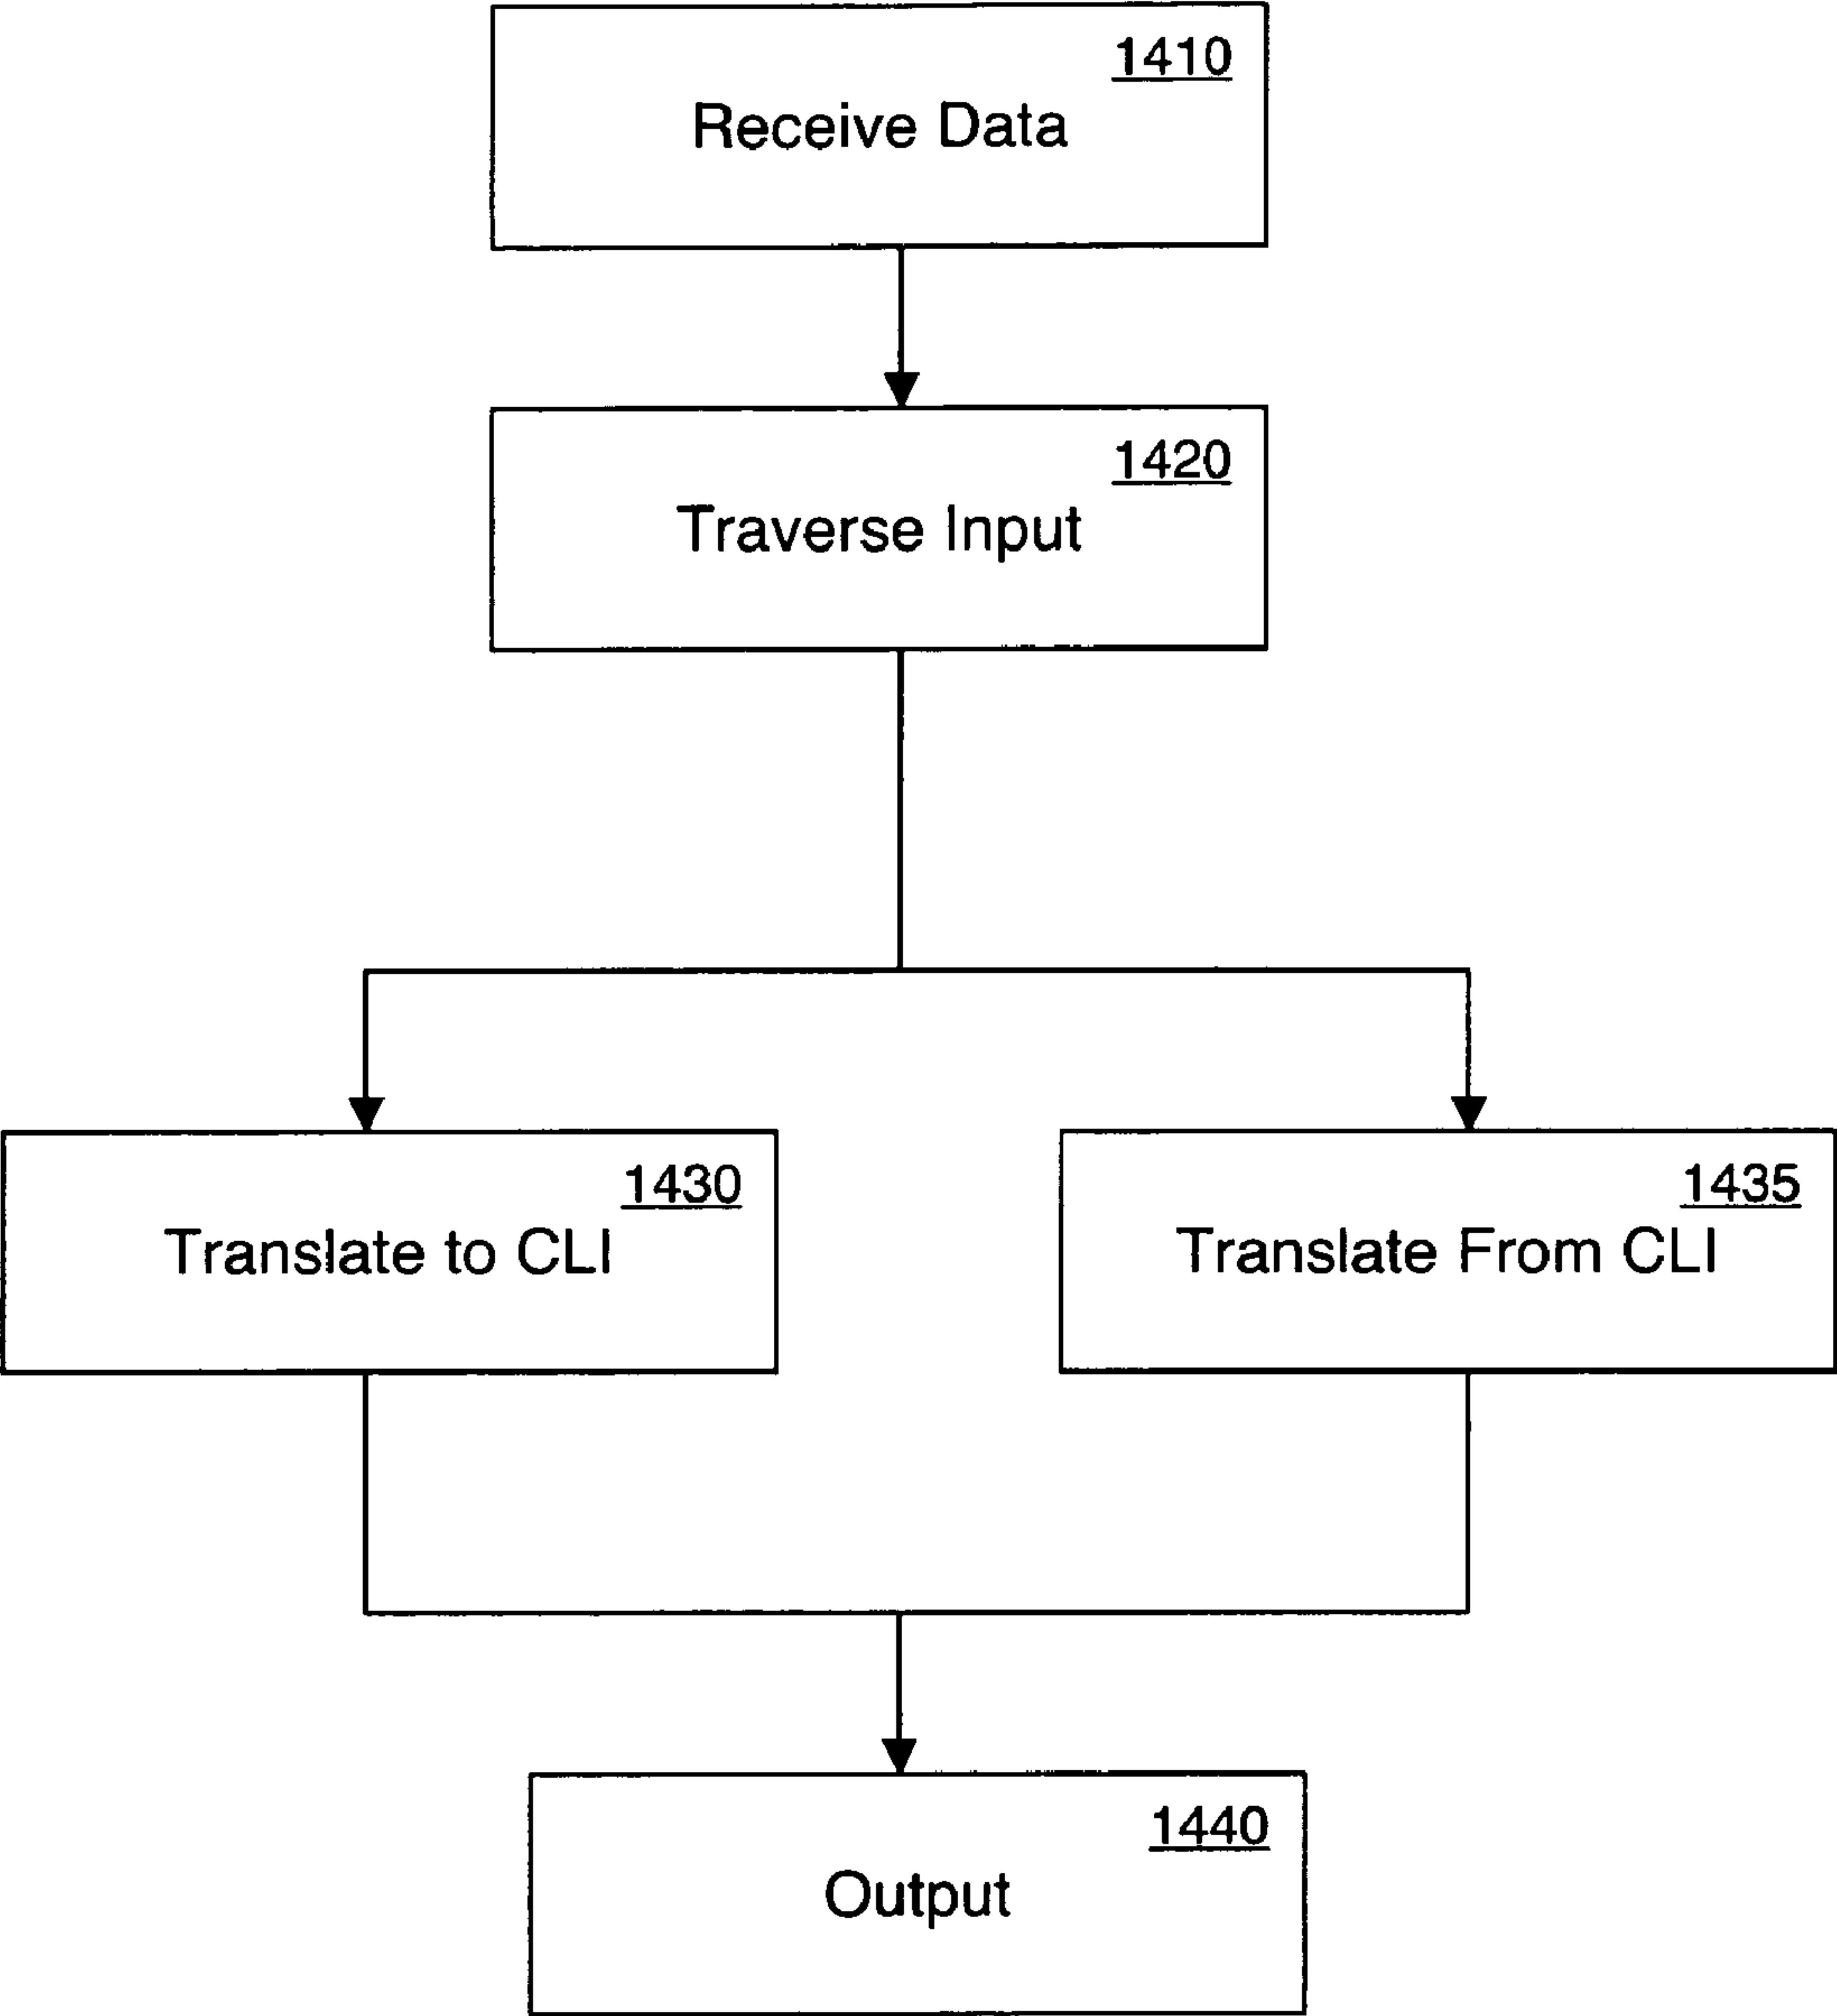 1410
Receive Data
1420
Traverse Input
1430
Translate to CLI
1435
Translate From CLI
1440
Output